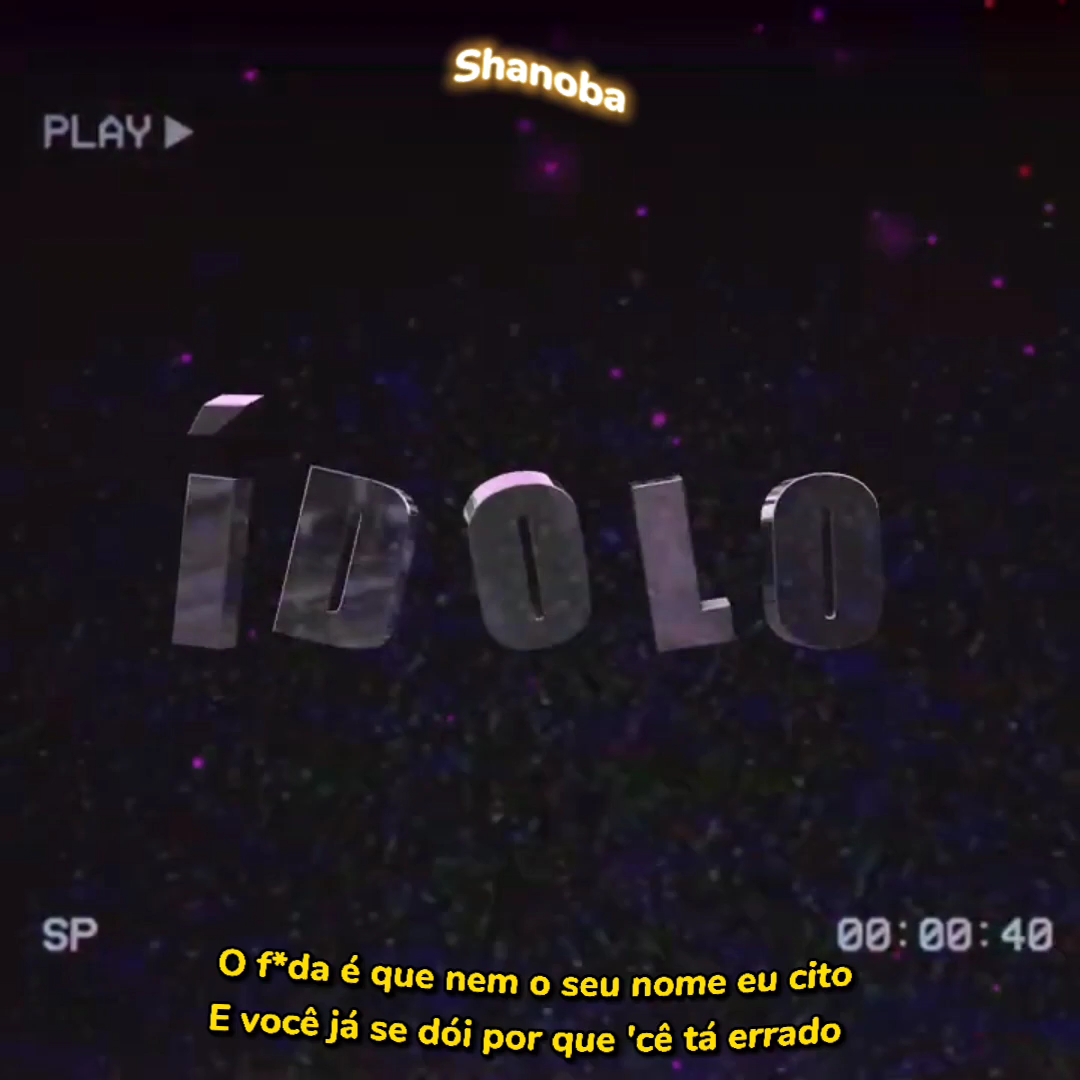 Shanoba
PLAY ▶
ÍDOLO
SP
00:00:40
O f*da é que nem o seu nome eu cito
E você já se dói por que 'cê tá errado